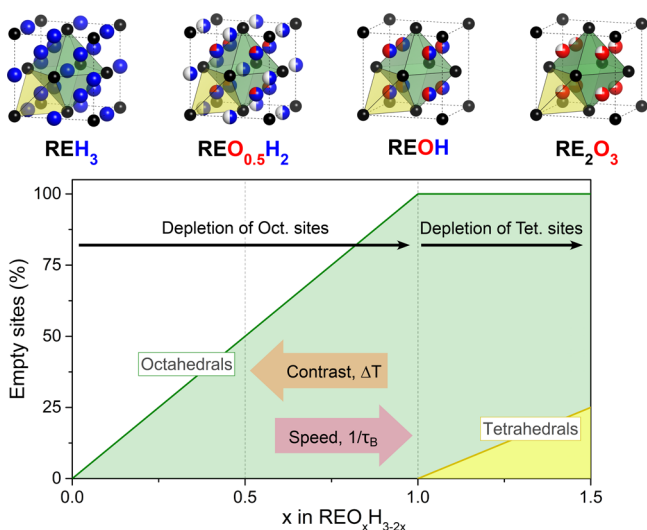 REH₃ REO₀.₅H₂ REOH RE₂O₃
100
75
50
25
0
Empty sites (%)
Depletion of Oct. sites
Depletion of Tet. sites
Octahedrals
Contrast, ΔT
Speed, 1/τB
Tetrahedrals
0.0 0.5 1.0 1.5
x in REOₓH₃₋₂ₓ